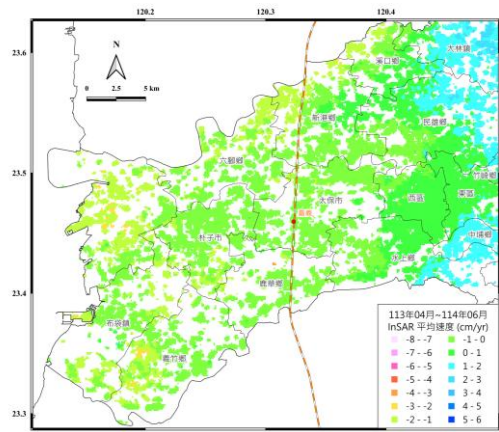 120.2
120.3
120.4
23.6
23.5
23.4
23.3
N
0 2.5 5 km
大林鎮
溪口鄉
新港鄉
民雄鄉
六腳鄉
竹崎鄉
太保市
西區
東區
嘉義
朴子市
中埔鄉
水上鄉
鹿草鄉
布袋鎮
義竹鄉
113年04月~114年06月
InSAR 平均速度 (cm/yr)
-8 - -7
-7 - -6
-6 - -5
-5 - -4
-4 - -3
-3 - -2
-2 - -1
-1 - 0
0 - 1
1 - 2
2 - 3
3 - 4
4 - 5
5 - 6